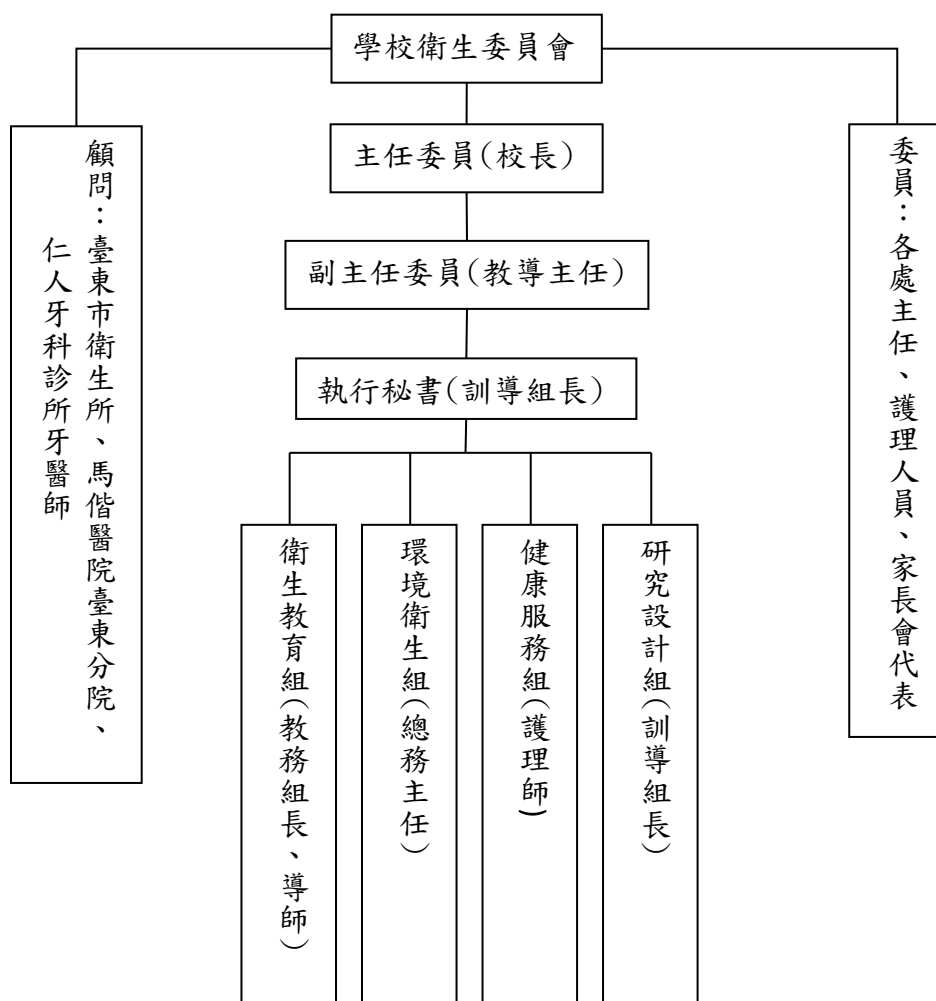 學校衛生委員會
主任委員(校長)
副主任委員(教導主任)
執行秘書(訓導組長)
顧問：臺東市衛生所、馬偕醫院臺東分院、
仁人牙科診所牙醫師
委員：各處主任、護理人員、家長會代表
衛生教育組(教務組長、導師)
環境衛生組(總務主任)
健康服務組(護理師)
研究設計組(訓導組長)